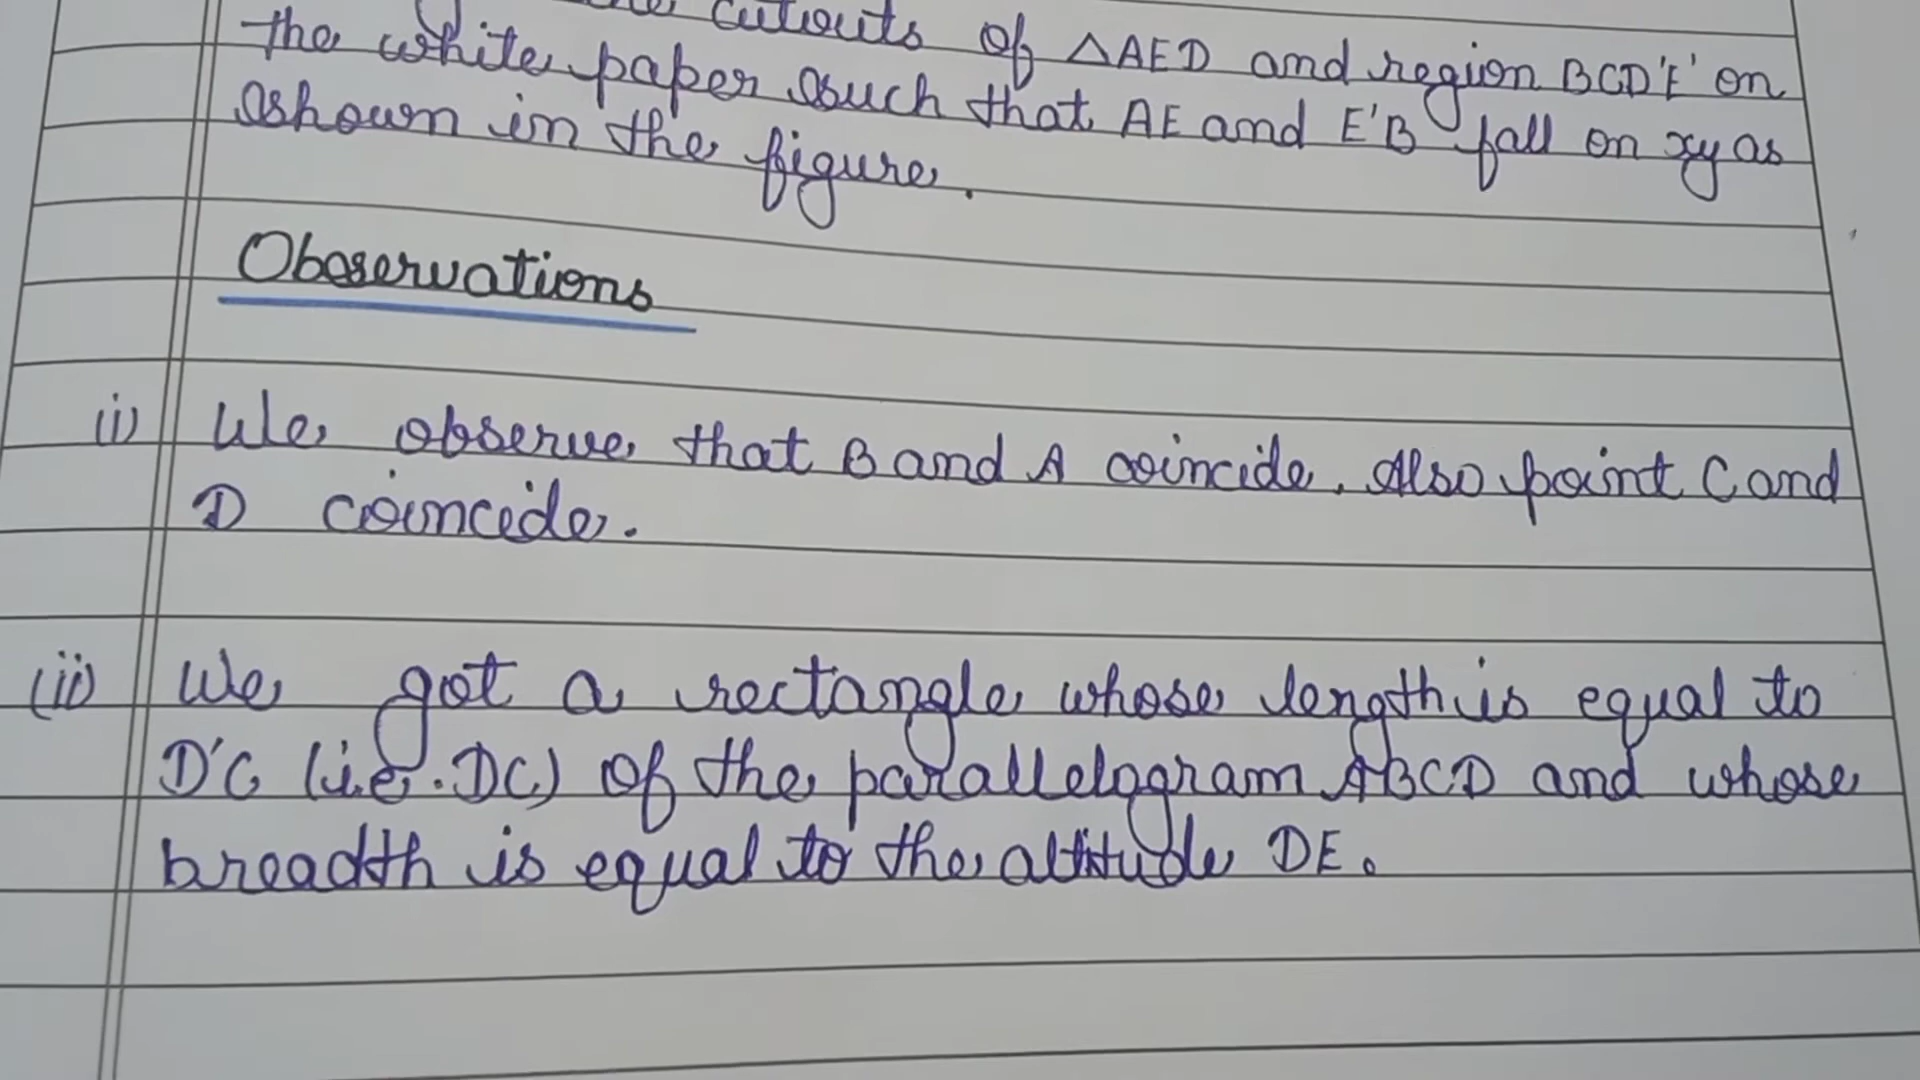 cutouts of △AED and region BCD'E' on
the white paper such that AE and E'B fall on xy as
shown in the figure.
Observations
(i) We observe that B and A coincide. Also point C and
D coincide.
(ii) We got a rectangle whose length is equal to
D'C (i.e. DC) of the parallelogram ABCD and whose
breadth is equal to the altitude DE.